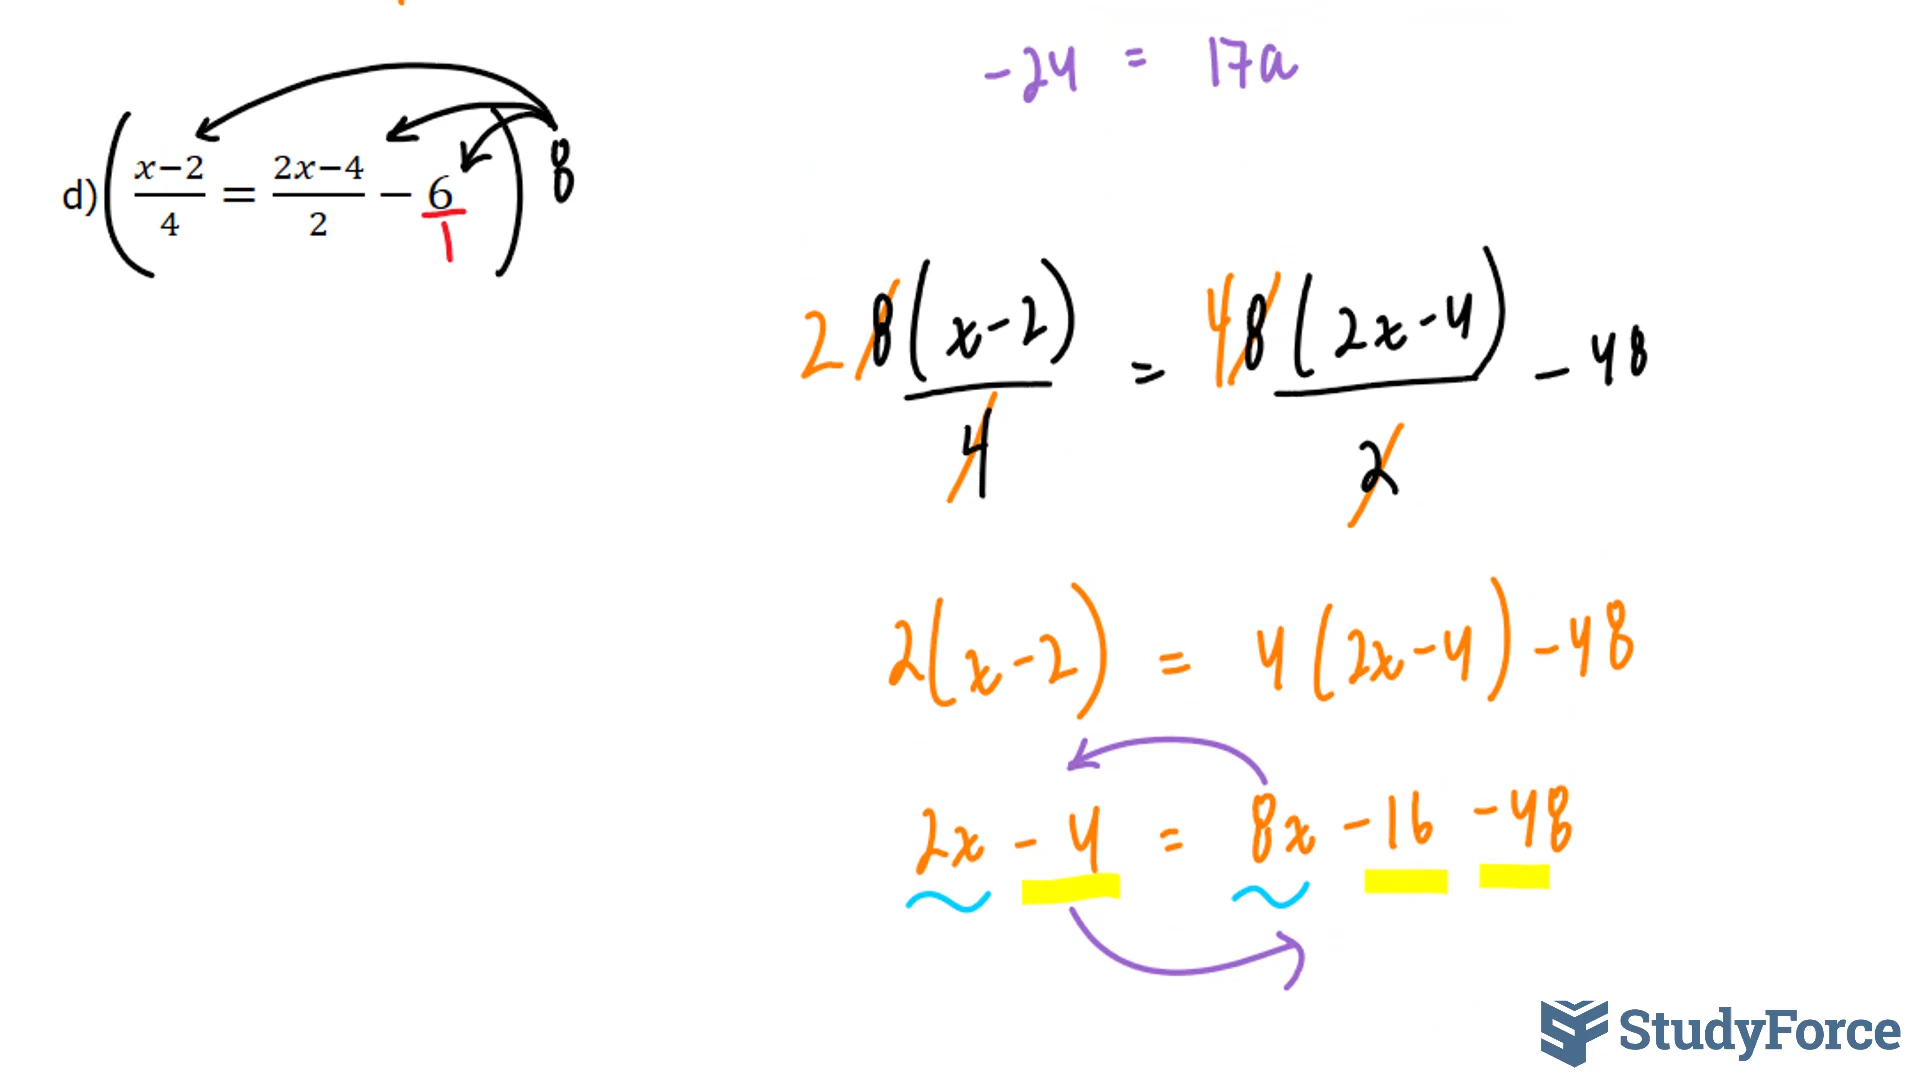 -24 = 17a
d) ( x−2/4 = 2x−4/2 − 6/1 ) 8
2 8(x-2)/4 = 4 8(2x-4)/2 - 48
2(x-2) = 4(2x-4) - 48
2x - 4 = 8x - 16 - 48
StudyForce